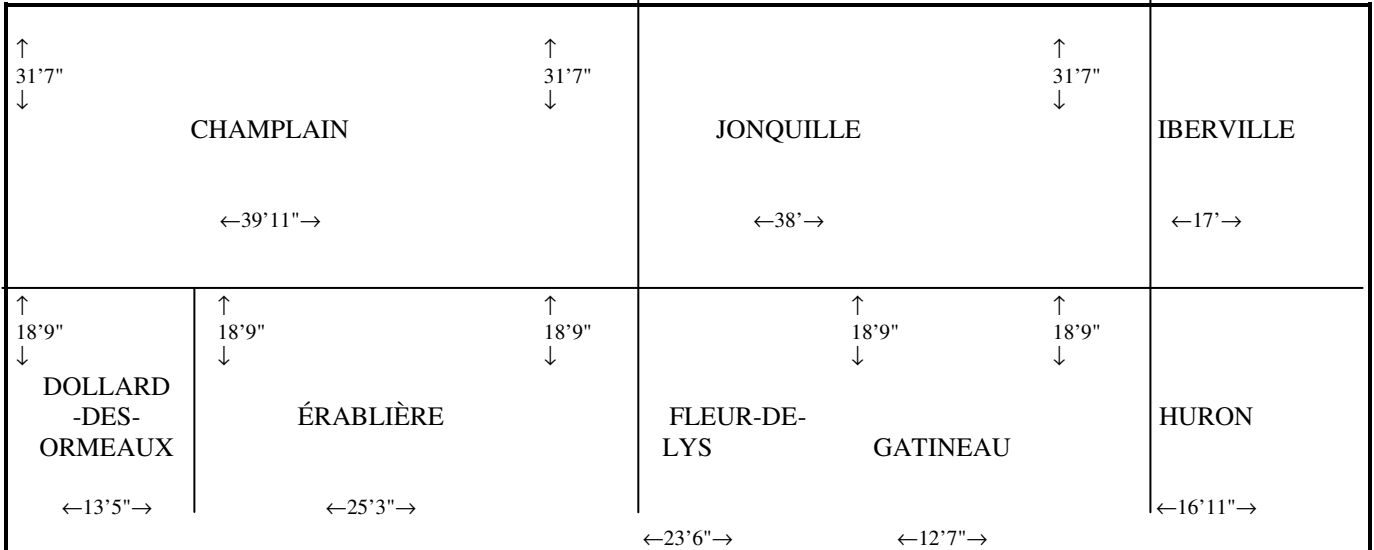 ↑ ↑ ↑
31’7" 31’7" 31’7"
↓ ↓ ↓
CHAMPLAIN JONQUILLE IBERVILLE
←39’11"→ ←38’→ ←17’→
↑ ↑ ↑ ↑ ↑
18’9" 18’9" 18’9" 18’9" 18’9"
↓ ↓ ↓ ↓ ↓
DOLLARD
-DES- ÉRABLIÈRE FLEUR-DE- HURON
ORMEAUX LYS GATINEAU
←13’5"→ ←25’3"→ ←16’11"→
←23’6"→ ←12’7"→